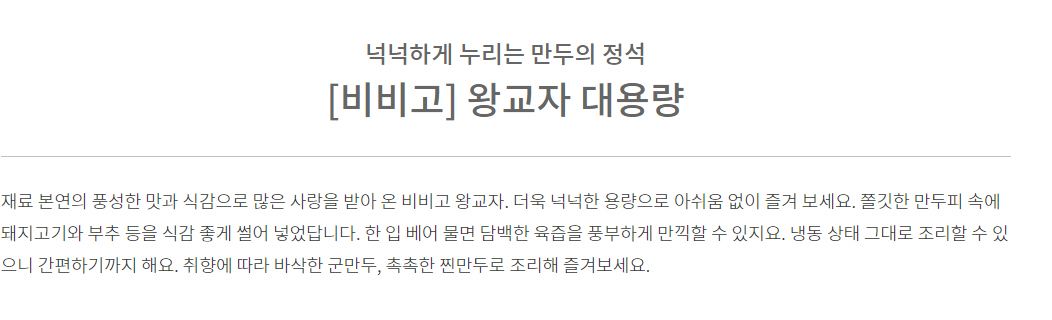 넉넉하게 누리는 만두의 정석
[비비고] 왕교자 대용량
재료 본연의 풍성한 맛과 식감으로 많은 사랑을 받아 온 비비고 왕교자. 더욱 넉넉한 용량으로 아쉬움 없이 즐겨 보세요. 쫄깃한 만두피 속에
돼지고기와 부추 등을 식감 좋게 썰어 넣었답니다. 한 입 베어 물면 담백한 육즙을 풍부하게 만끽할 수 있지요. 냉동 상태 그대로 조리할 수 있
으니 간편하기까지 해요. 취향에 따라 바삭한 군만두, 촉촉한 찐만두로 조리해 즐겨보세요.